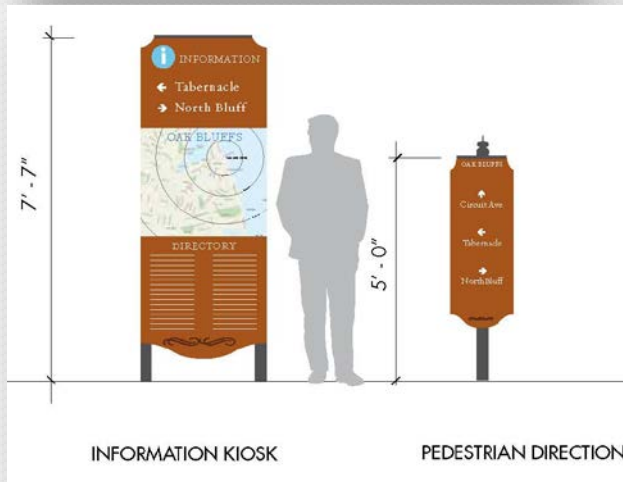 i INFORMATION
← Tabernacle
→ North Bluff
OAK BLUFFS
DIRECTORY
7' - 7"
5' - 0"
OAK BLUFFS
↑
Circuit Ave
←
Tabernacle
→
North Bluff
INFORMATION KIOSK
PEDESTRIAN DIRECTION